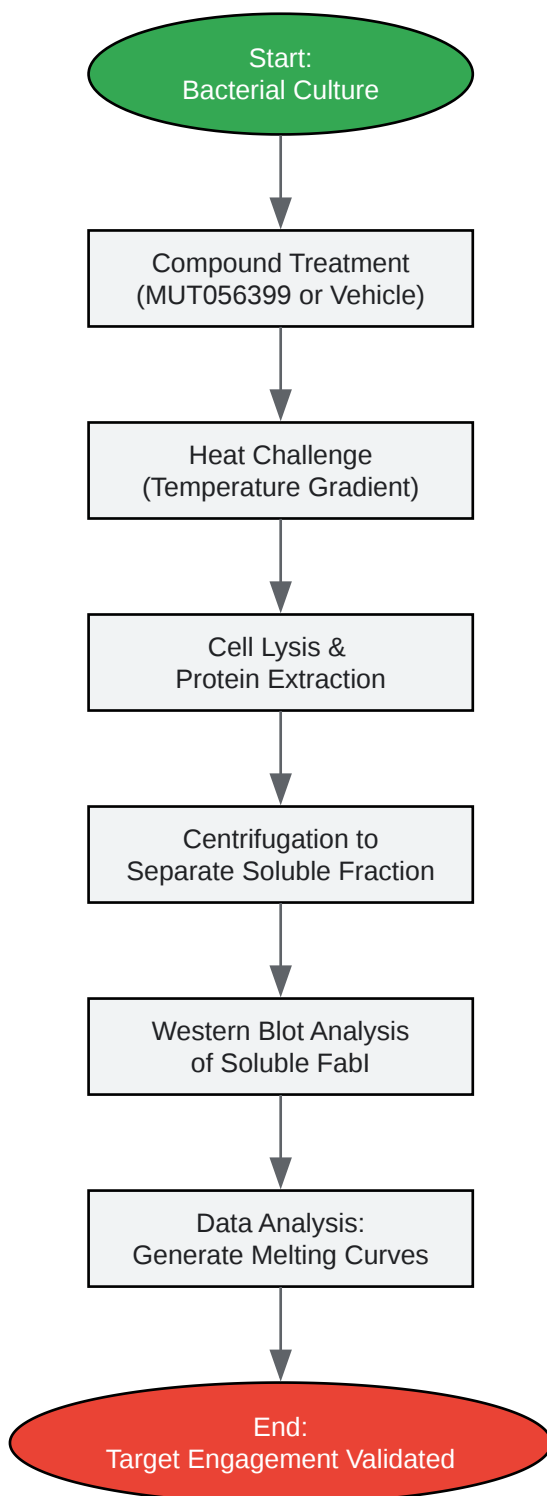 Start:
Bacterial Culture
Compound Treatment
(MUT056399 or Vehicle)
Heat Challenge
(Temperature Gradient)
Cell Lysis &
Protein Extraction
Centrifugation to
Separate Soluble Fraction
Western Blot Analysis
of Soluble FabI
Data Analysis:
Generate Melting Curves
End:
Target Engagement Validated